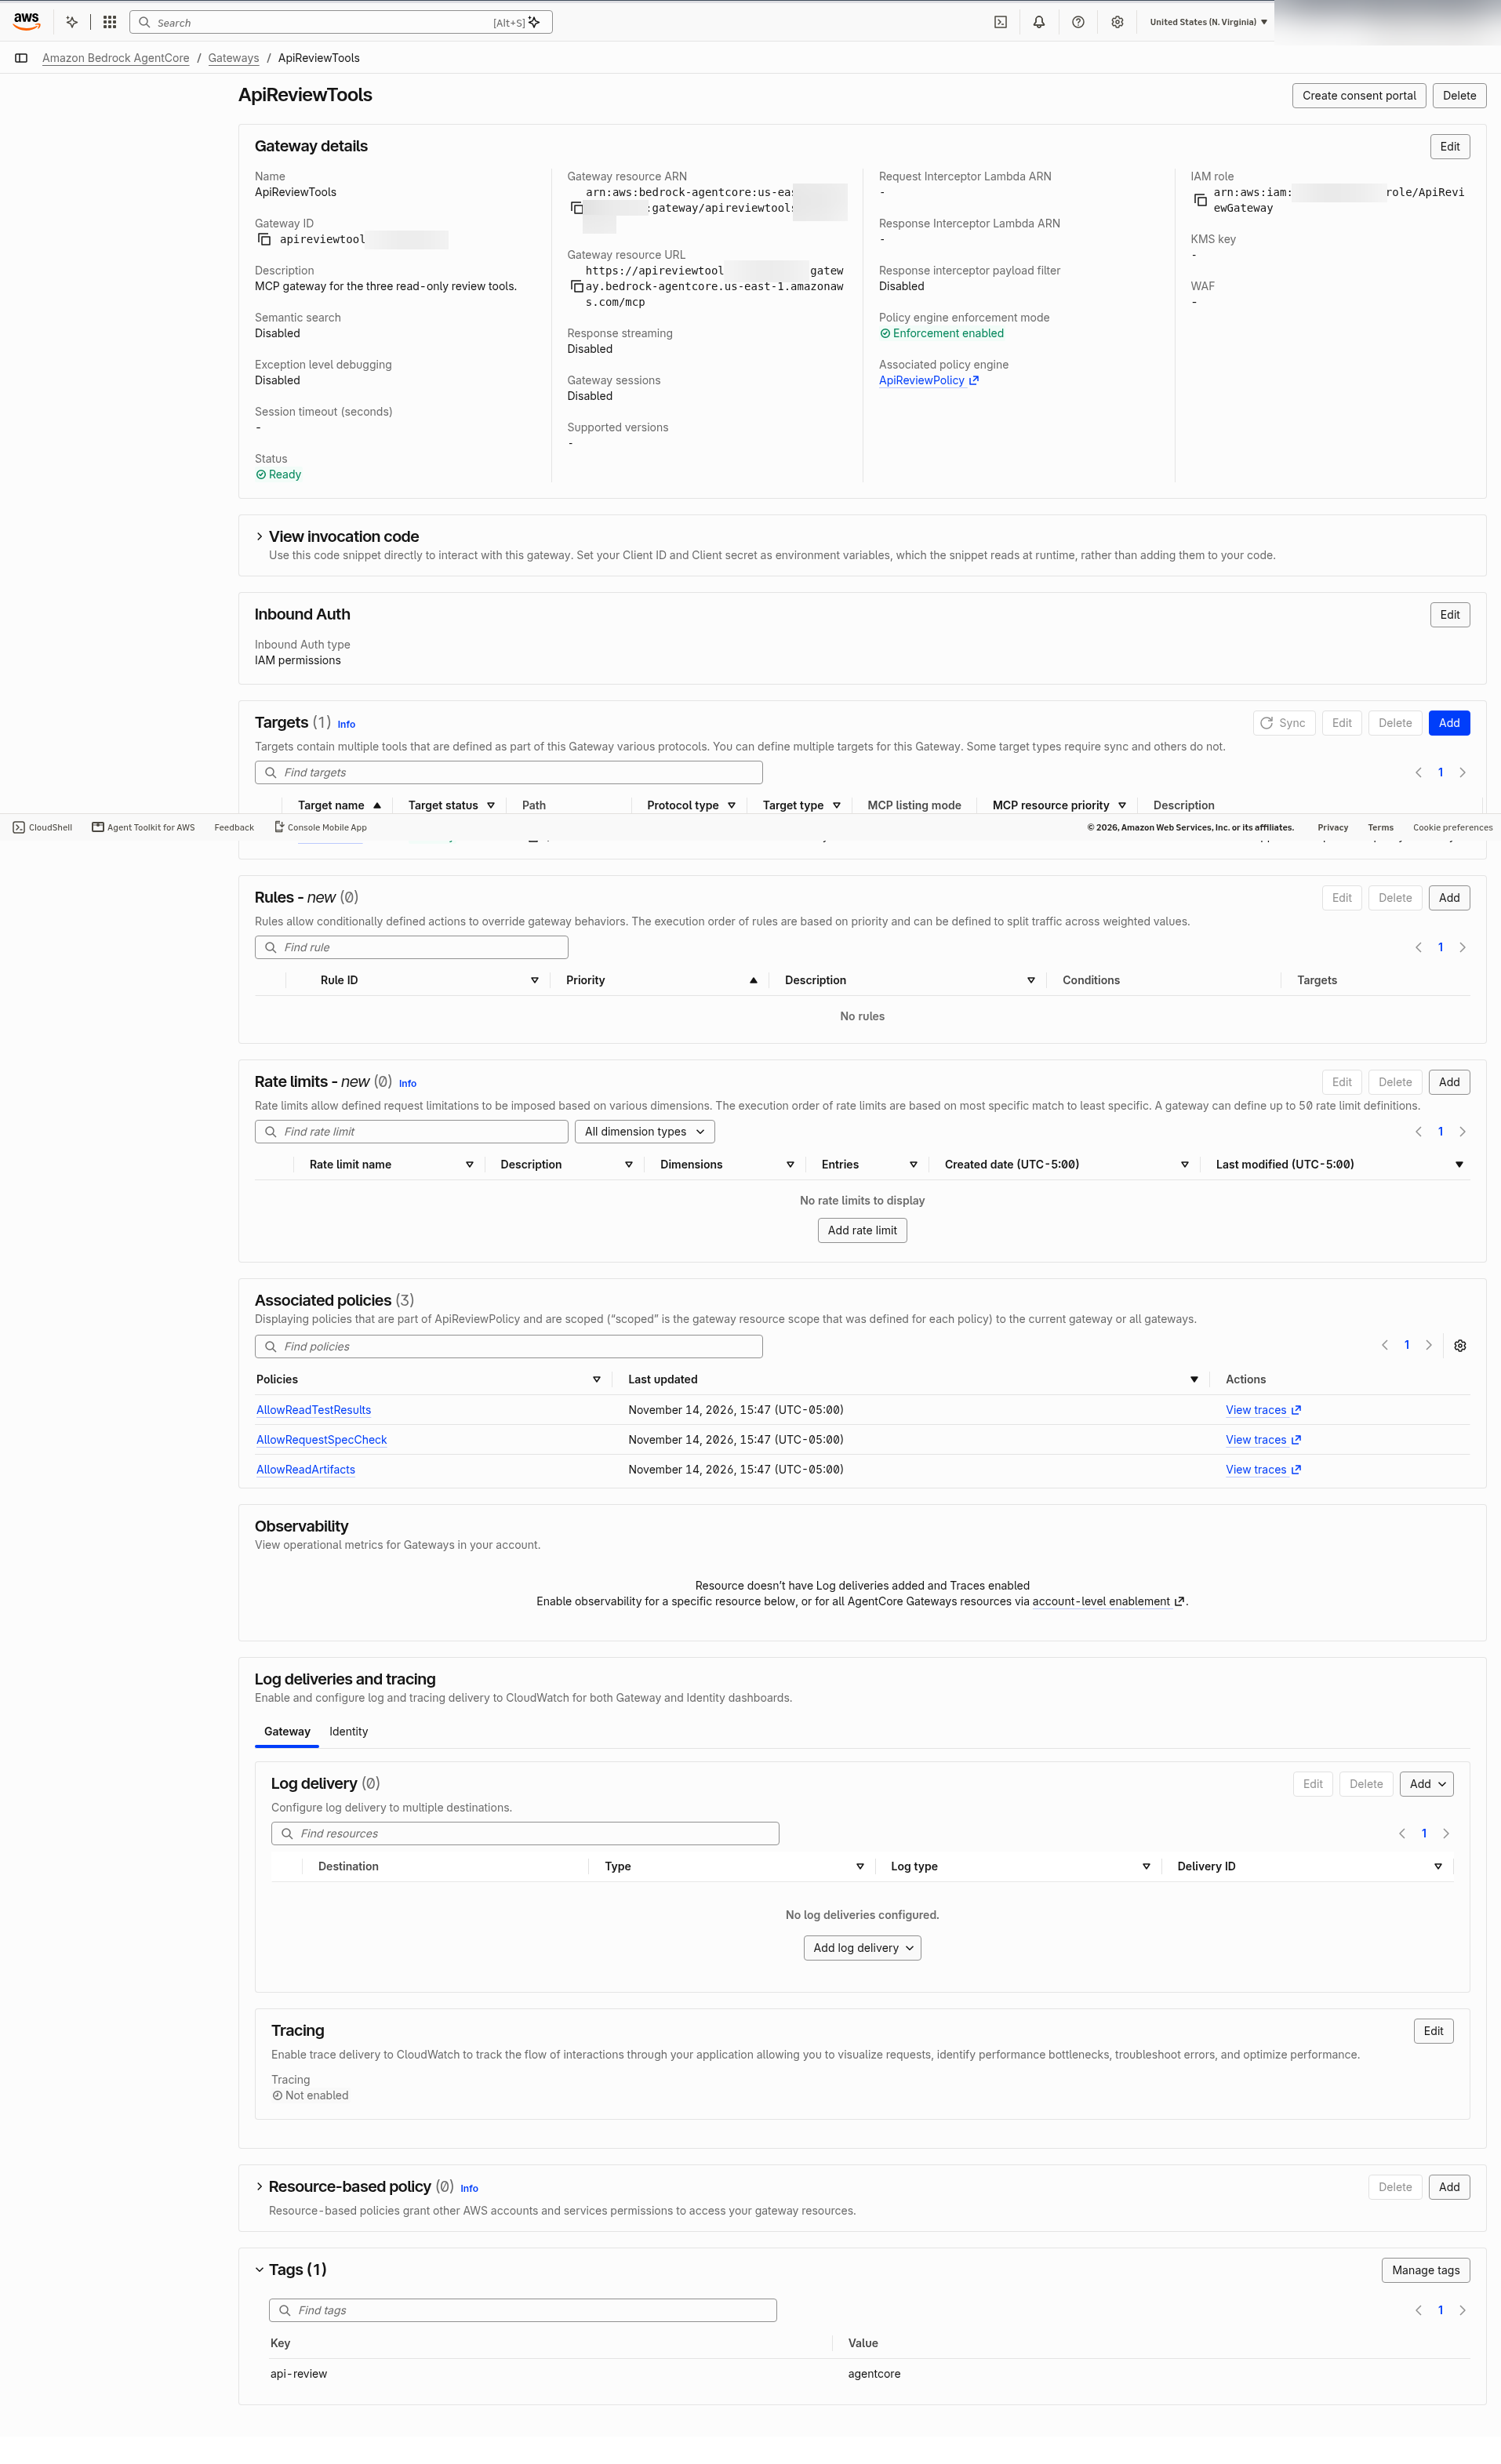 aws
Search [Alt+S]
United States (N. Virginia)
Amazon Bedrock AgentCore / Gateways / ApiReviewTools
ApiReviewTools
Create consent portal
Delete
Gateway details
Edit
Name
ApiReviewTools
Gateway ID
apireviewtool
Description
MCP gateway for the three read-only review tools.
Semantic search
Disabled
Exception level debugging
Disabled
Session timeout (seconds)
-
Status
Ready
Gateway resource ARN
arn:aws:bedrock-agentcore:us-eas
:gateway/apireviewtools
Gateway resource URL
https://apireviewtool gatew
ay.bedrock-agentcore.us-east-1.amazonaw
s.com/mcp
Response streaming
Disabled
Gateway sessions
Disabled
Supported versions
-
Request Interceptor Lambda ARN
-
Response Interceptor Lambda ARN
-
Response interceptor payload filter
Disabled
Policy engine enforcement mode
Enforcement enabled
Associated policy engine
ApiReviewPolicy
IAM role
arn:aws:iam: role/ApiRevi
ewGateway
KMS key
-
WAF
-
View invocation code
Use this code snippet directly to interact with this gateway. Set your Client ID and Client secret as environment variables, which the snippet reads at runtime, rather than adding them to your code.
Inbound Auth
Edit
Inbound Auth type
IAM permissions
Targets (1) Info
Sync Edit Delete Add
Targets contain multiple tools that are defined as part of this Gateway various protocols. You can define multiple targets for this Gateway. Some target types require sync and others do not.
Find targets
1
Target name Target status Path Protocol type Target type MCP listing mode MCP resource priority Description
CloudShell Agent Toolkit for AWS Feedback Console Mobile App © 2026, Amazon Web Services, Inc. or its affiliates. Privacy Terms Cookie preferences
Rules - new (0)
Edit Delete Add
Rules allow conditionally defined actions to override gateway behaviors. The execution order of rules are based on priority and can be defined to split traffic across weighted values.
Find rule
1
Rule ID Priority Description Conditions Targets
No rules
Rate limits - new (0) Info
Edit Delete Add
Rate limits allow defined request limitations to be imposed based on various dimensions. The execution order of rate limits are based on most specific match to least specific. A gateway can define up to 50 rate limit definitions.
Find rate limit
All dimension types
1
Rate limit name Description Dimensions Entries Created date (UTC-5:00) Last modified (UTC-5:00)
No rate limits to display
Add rate limit
Associated policies (3)
Displaying policies that are part of ApiReviewPolicy and are scoped (“scoped” is the gateway resource scope that was defined for each policy) to the current gateway or all gateways.
Find policies
1
Policies Last updated Actions
AllowReadTestResults November 14, 2026, 15:47 (UTC-05:00) View traces
AllowRequestSpecCheck November 14, 2026, 15:47 (UTC-05:00) View traces
AllowReadArtifacts November 14, 2026, 15:47 (UTC-05:00) View traces
Observability
View operational metrics for Gateways in your account.
Resource doesn’t have Log deliveries added and Traces enabled
Enable observability for a specific resource below, or for all AgentCore Gateways resources via account-level enablement .
Log deliveries and tracing
Enable and configure log and tracing delivery to CloudWatch for both Gateway and Identity dashboards.
Gateway Identity
Log delivery (0)
Edit Delete Add
Configure log delivery to multiple destinations.
Find resources
1
Destination Type Log type Delivery ID
No log deliveries configured.
Add log delivery
Tracing
Edit
Enable trace delivery to CloudWatch to track the flow of interactions through your application allowing you to visualize requests, identify performance bottlenecks, troubleshoot errors, and optimize performance.
Tracing
Not enabled
Resource-based policy (0) Info
Delete Add
Resource-based policies grant other AWS accounts and services permissions to access your gateway resources.
Tags (1)
Manage tags
Find tags
1
Key Value
api-review agentcore